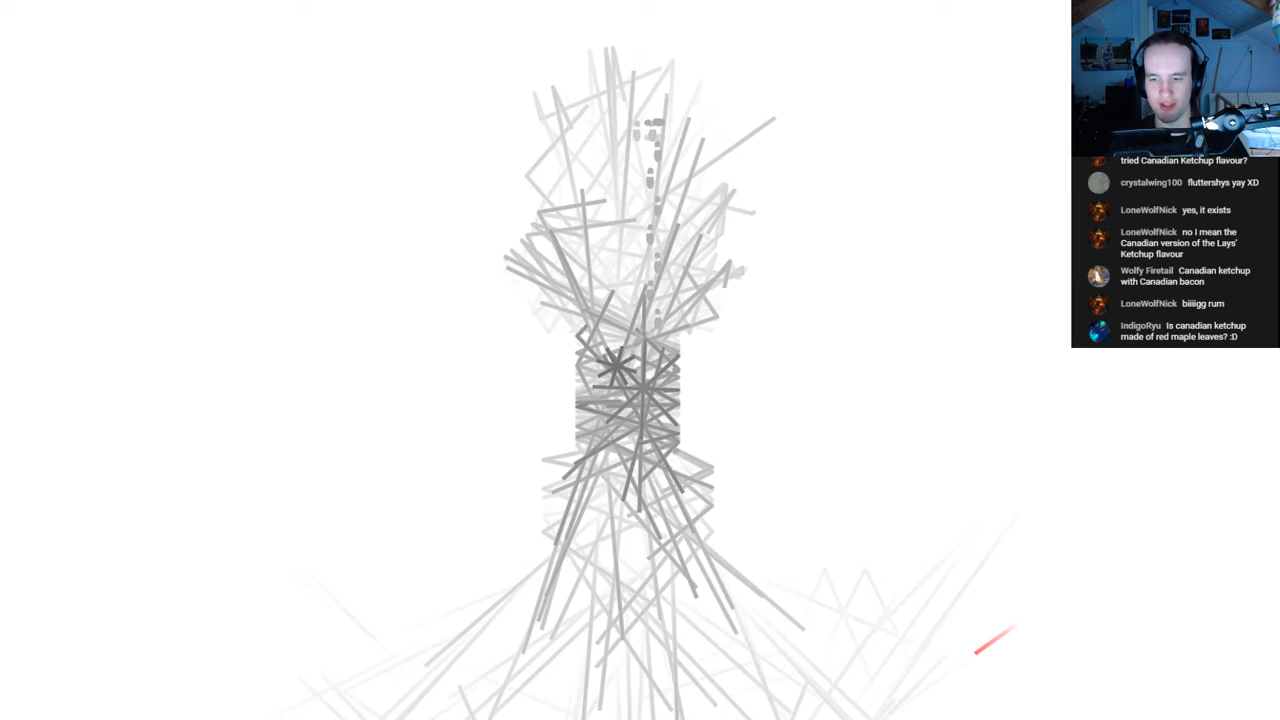 tried Canadian Ketchup flavour?
crystalwing100 fluttershys yay XD
LoneWolfNick yes, it exists
LoneWolfNick no I mean the
Canadian version of the Lays'
Ketchup flavour
Wolfy Firetail Canadian ketchup
with Canadian bacon
LoneWolfNick biiiigg rum
IndigoRyu Is canadian ketchup
made of red maple leaves? :D